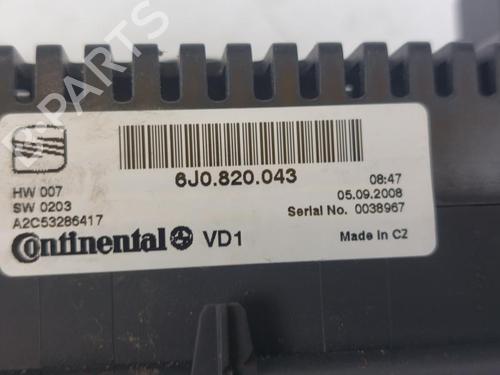 6J0.820.043
HW 007
SW 0203
A2C53286417
08:47
05.09.2008
Serial No. 0038967
Continental VD1
Made in CZ
B-PARTS